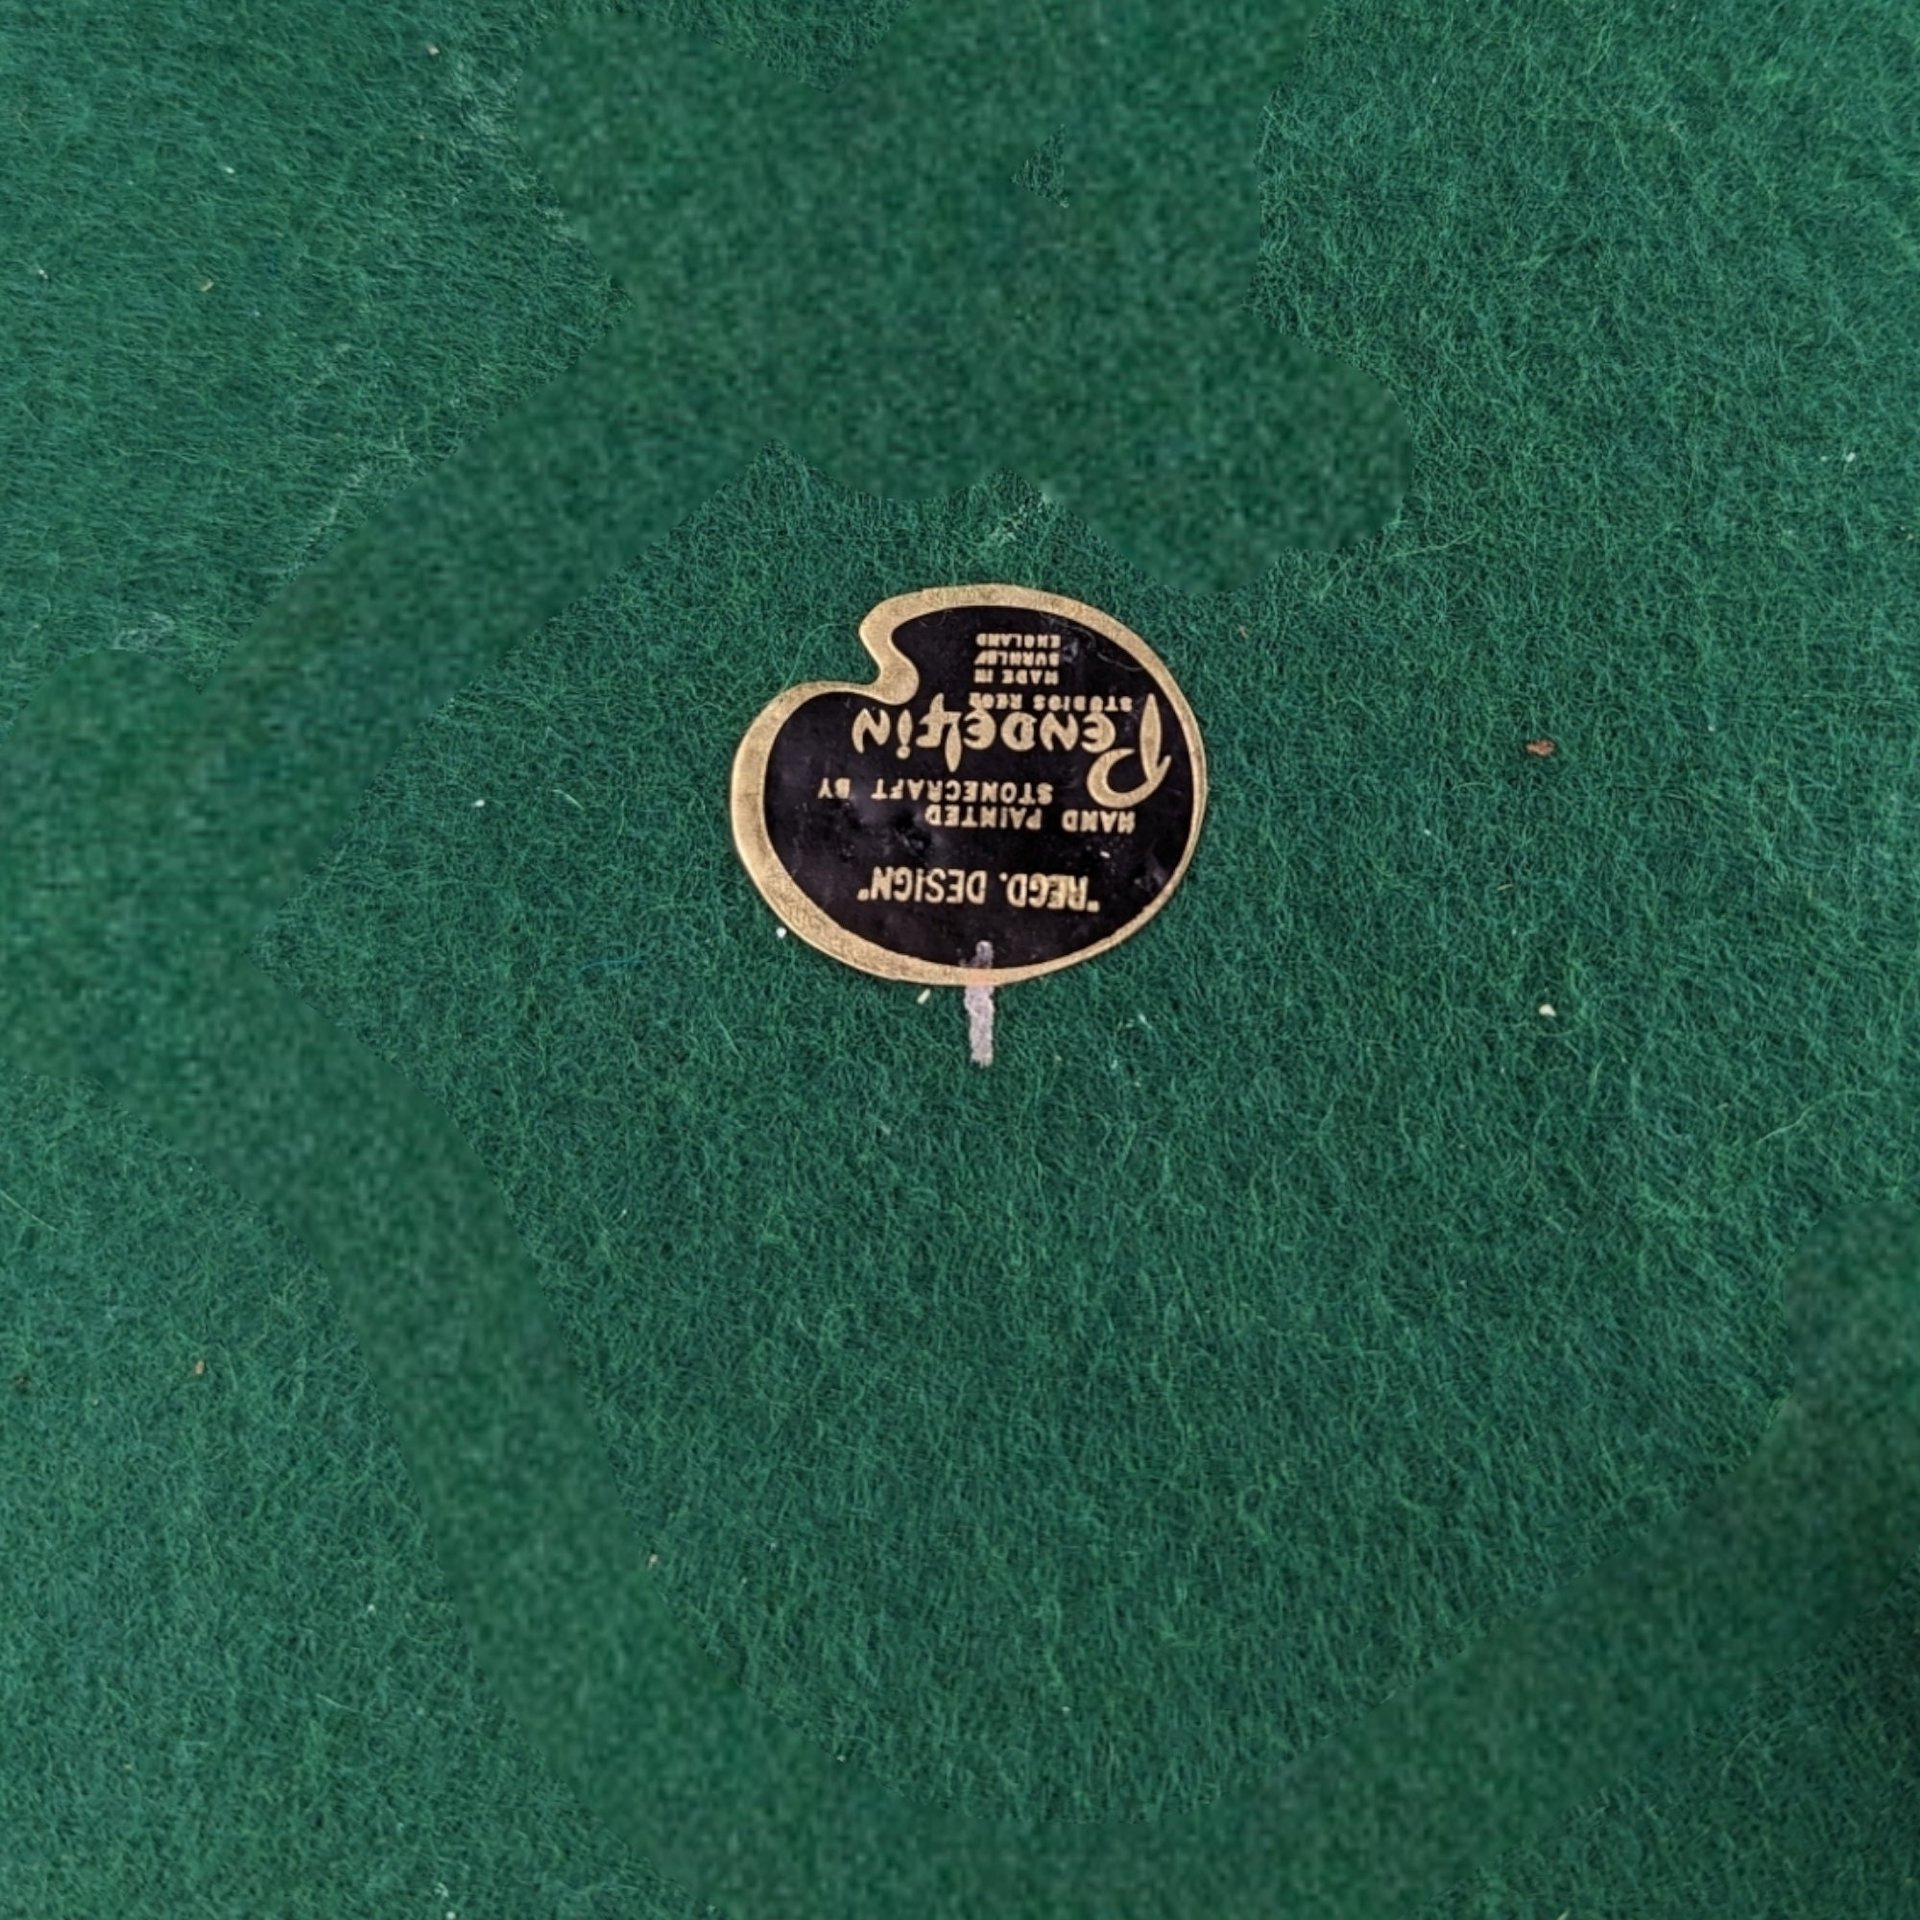 "REGD. DESIGN"
HAND PAINTED
STONECRAFT BY
PENDELFIN
STUDIOS REGD
MADE IN
BURNLEY
ENGLAND